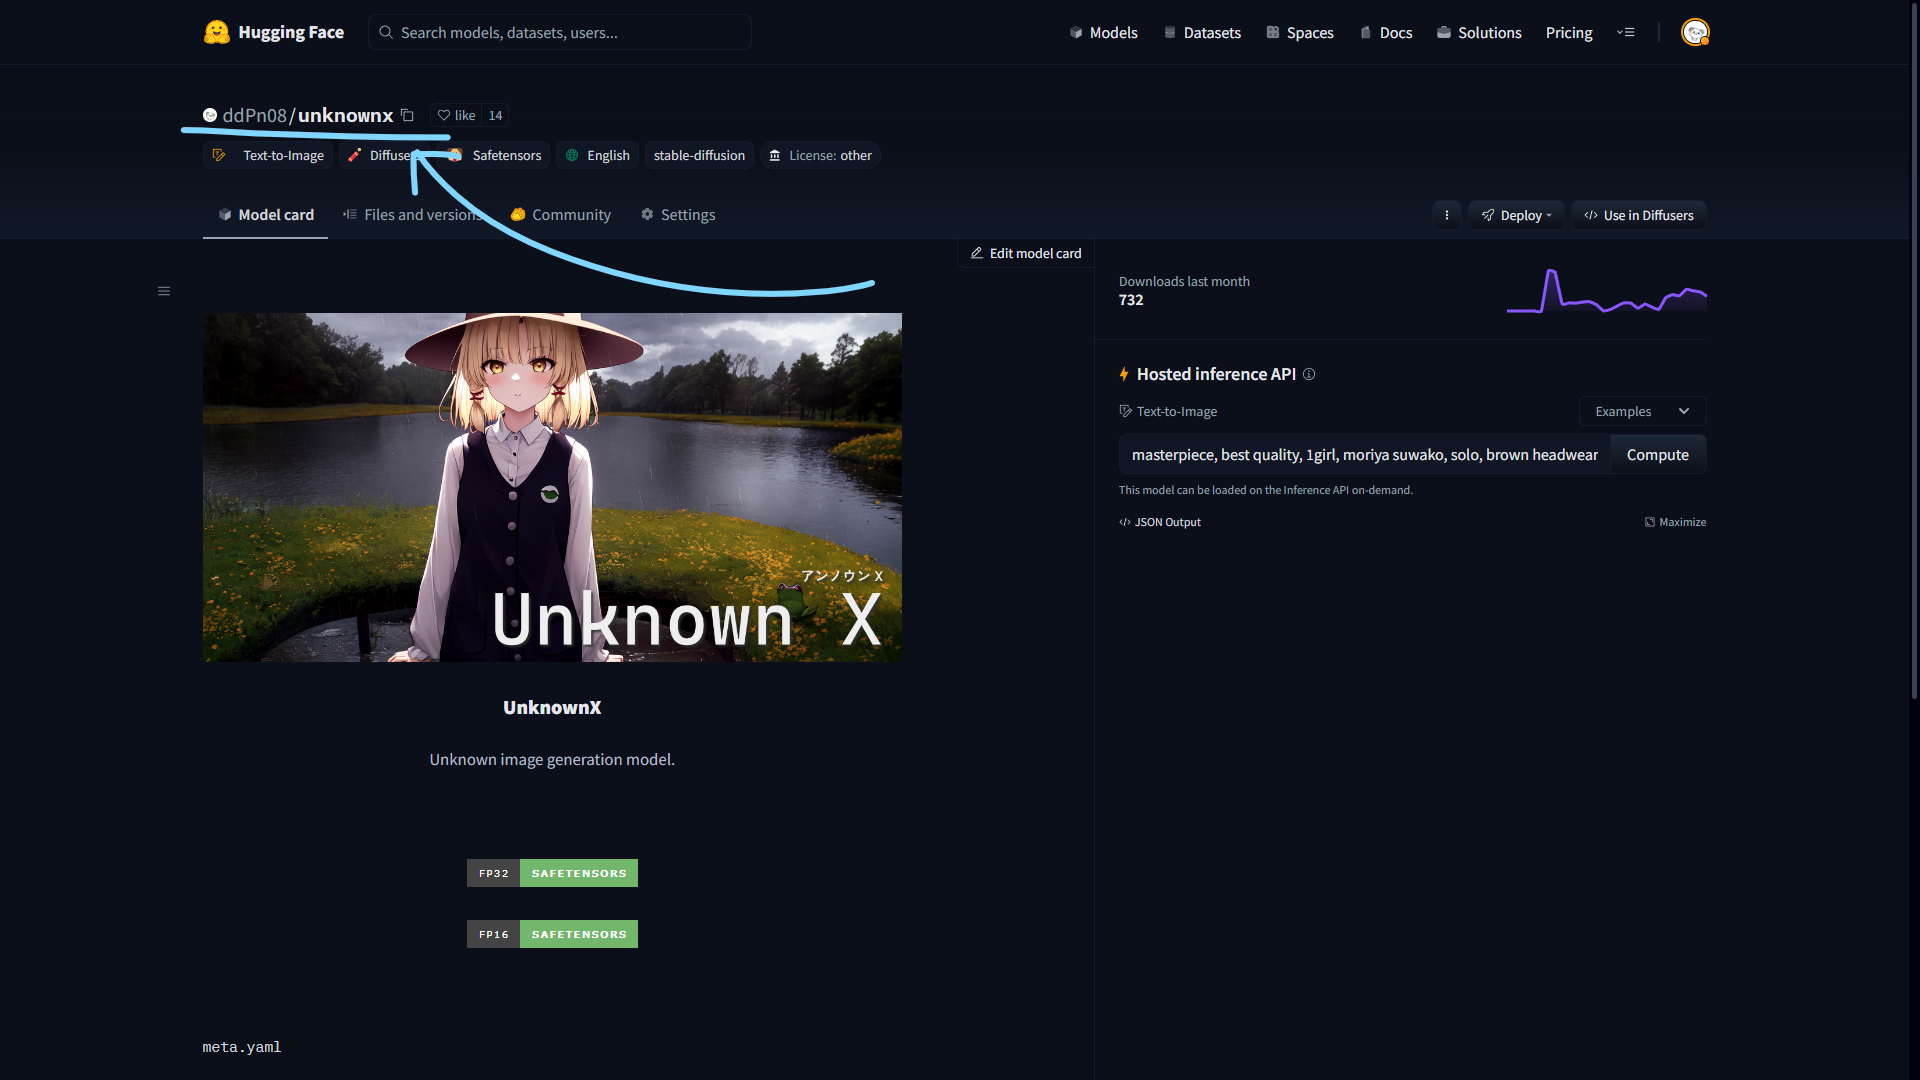 Hugging Face
Search models, datasets, users...
Models
Datasets
Spaces
Docs
Solutions
Pricing
ddPn08/unknownx
like 14
Text-to-Image
Diffusers
Safetensors
English
stable-diffusion
License: other
Model card
Files and versions
Community
Settings
Deploy
</> Use in Diffusers
Edit model card
Downloads last month
732
Hosted inference API
Text-to-Image
Examples
masterpiece, best quality, 1girl, moriya suwako, solo, brown headwear
Compute
This model can be loaded on the Inference API on-demand.
</> JSON Output
Maximize
アンノウン X
Unknown X
UnknownX
Unknown image generation model.
FP32 SAFETENSORS
FP16 SAFETENSORS
meta.yaml